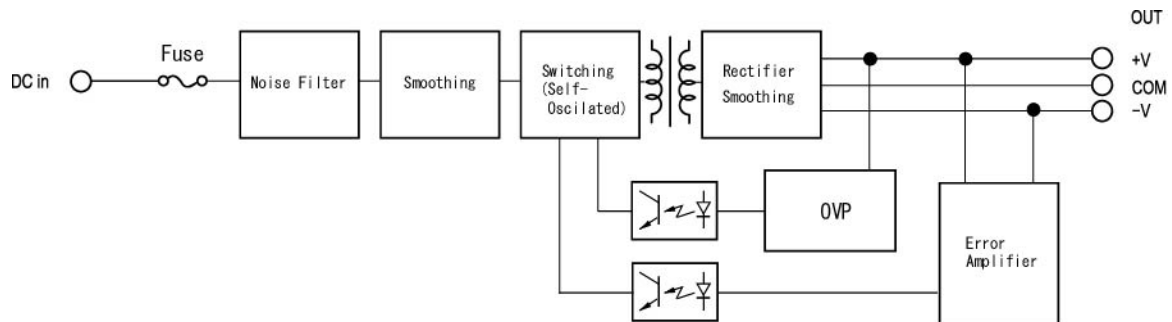 OUT
Fuse
DC in
Noise Filter
Smoothing
Switching
(Self-
Oscilated)
Rectifier
Smoothing
+V
COM
-V
OVP
Error
Amplifier